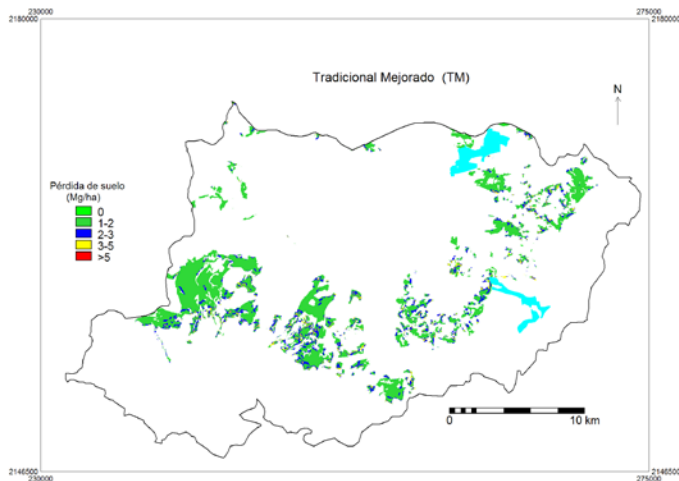 230000
275000
2180000
2180000
Tradicional Mejorado (TM)
N
Pérdida de suelo
(Mg/ha)
0
1-2
2-3
3-5
>5
0
10 km
2146500
2146500
230000
275000